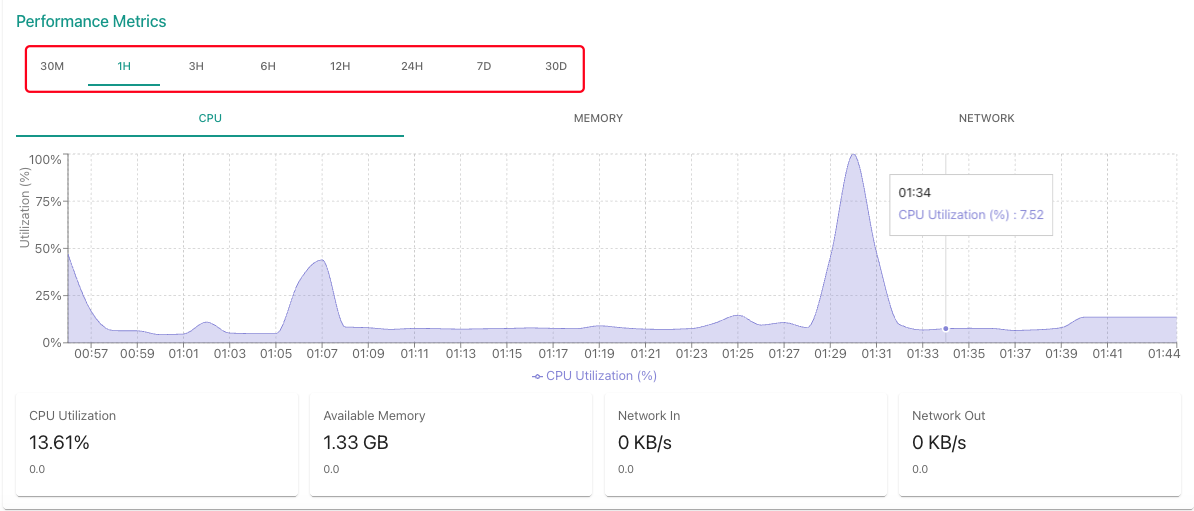 Performance Metrics
30M 1H 3H 6H 12H 24H 7D 30D
CPU MEMORY NETWORK
100%
75%
50%
25%
0%
Utilization (%)
01:34
CPU Utilization (%) : 7.52
00:57 00:59 01:01 01:03 01:05 01:07 01:09 01:11 01:13 01:15 01:17 01:19 01:21 01:23 01:25 01:27 01:29 01:31 01:33 01:35 01:37 01:39 01:41 01:44
CPU Utilization (%)
CPU Utilization Available Memory Network In Network Out
13.61% 1.33 GB 0 KB/s 0 KB/s
0.0 0.0 0.0 0.0